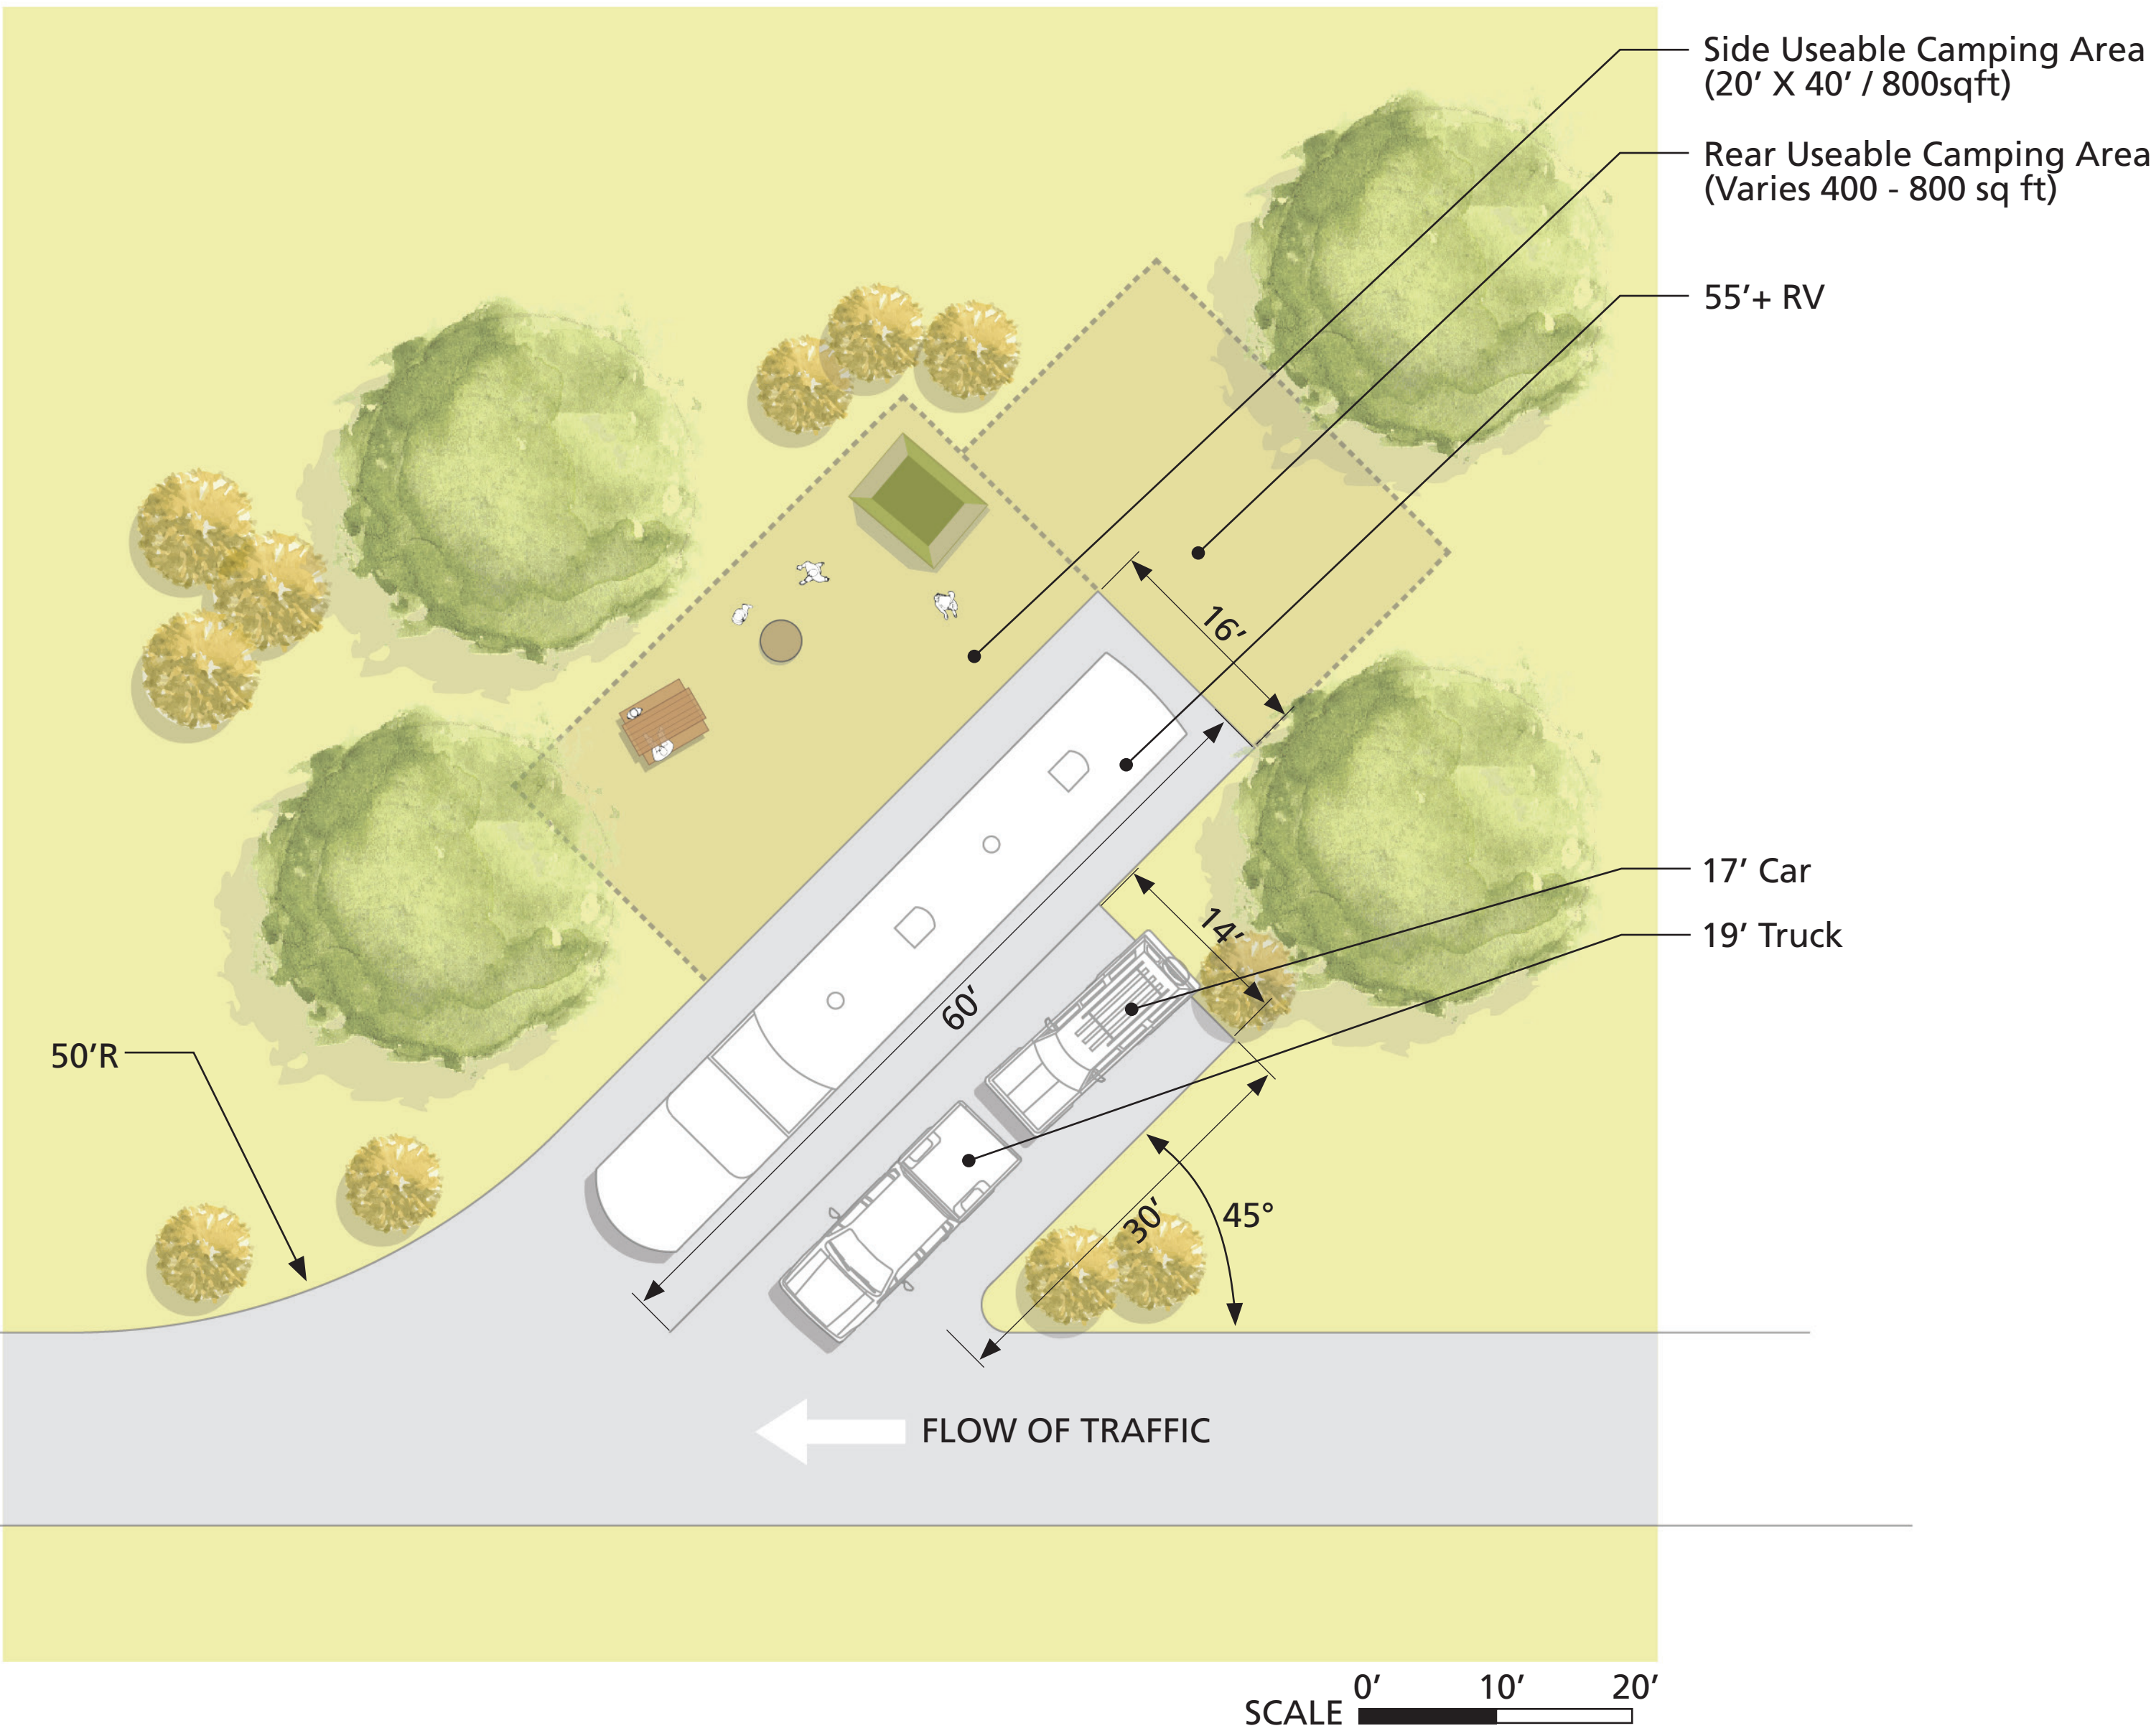 Side Useable Camping Area
(20’ X 40’ / 800sqft)
Rear Useable Camping Area
(Varies 400 - 800 sq ft)
55’+ RV
16’
17’ Car
14’
19’ Truck
60’
50’R
30’
45°
FLOW OF TRAFFIC
0’ 10’ 20’
SCALE